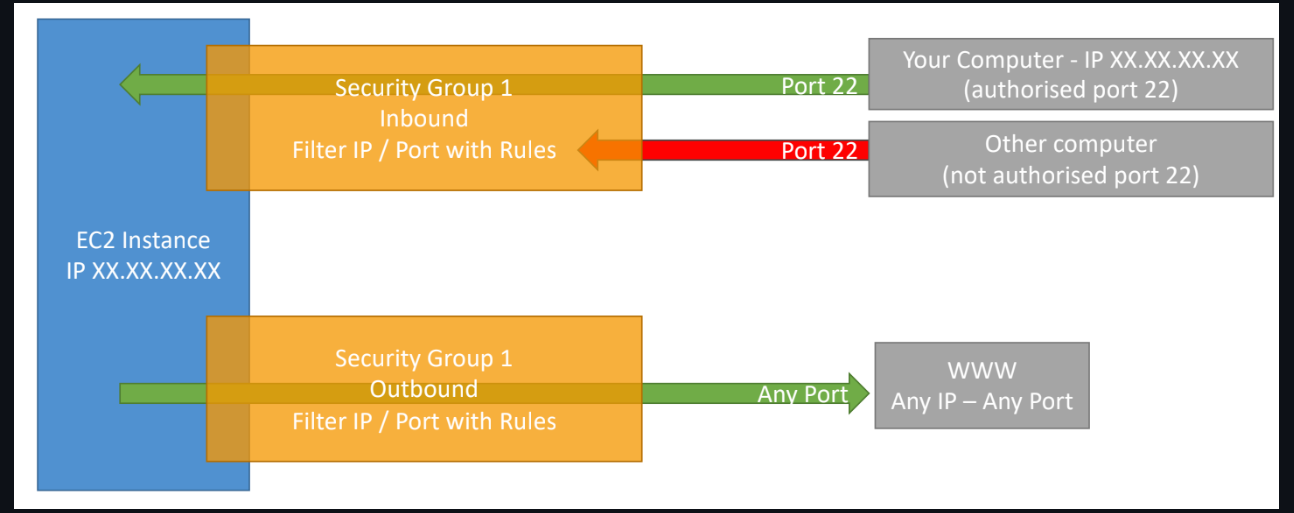 Your Computer - IP XX.XX.XX.XX
(authorised port 22)
Port 22
Security Group 1
Inbound
Filter IP / Port with Rules
Port 22
Other computer
(not authorised port 22)
EC2 Instance
IP XX.XX.XX.XX
Security Group 1
Outbound
Filter IP / Port with Rules
Any Port
WWW
Any IP – Any Port